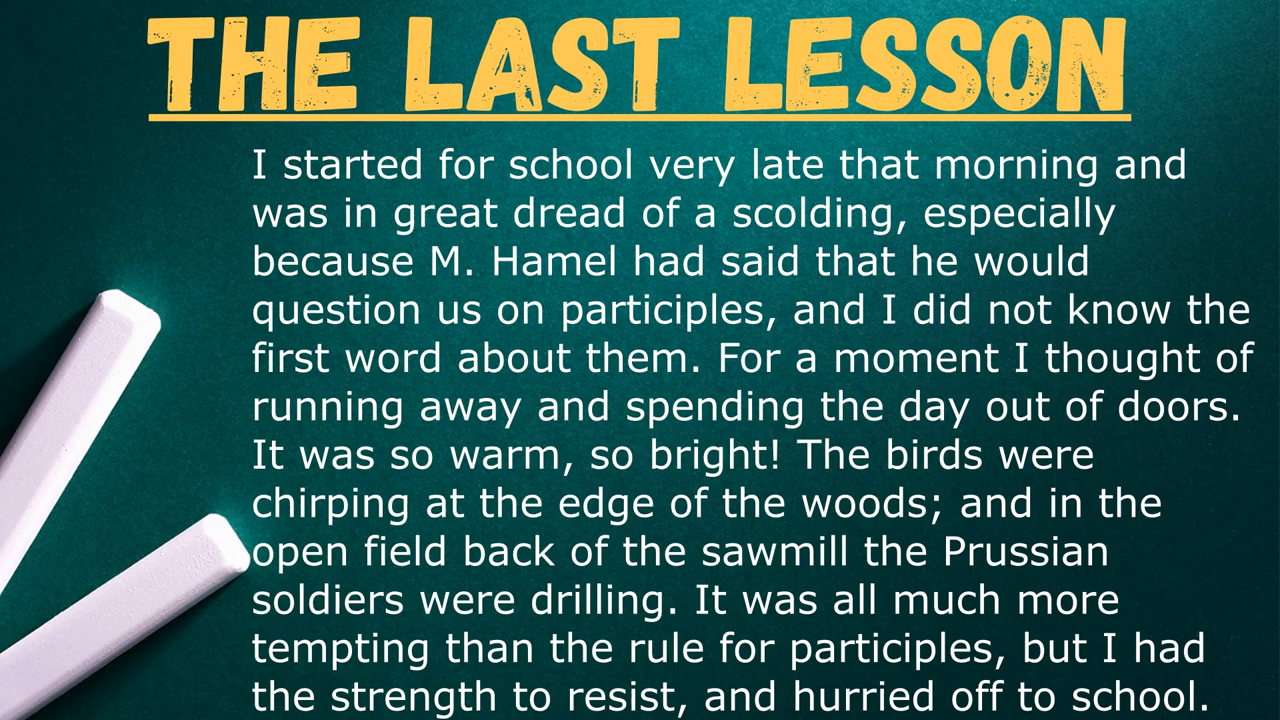 THE LAST LESSON
I started for school very late that morning and
was in great dread of a scolding, especially
because M. Hamel had said that he would
question us on participles, and I did not know the
first word about them. For a moment I thought of
running away and spending the day out of doors.
It was so warm, so bright! The birds were
chirping at the edge of the woods; and in the
open field back of the sawmill the Prussian
soldiers were drilling. It was all much more
tempting than the rule for participles, but I had
the strength to resist, and hurried off to school.